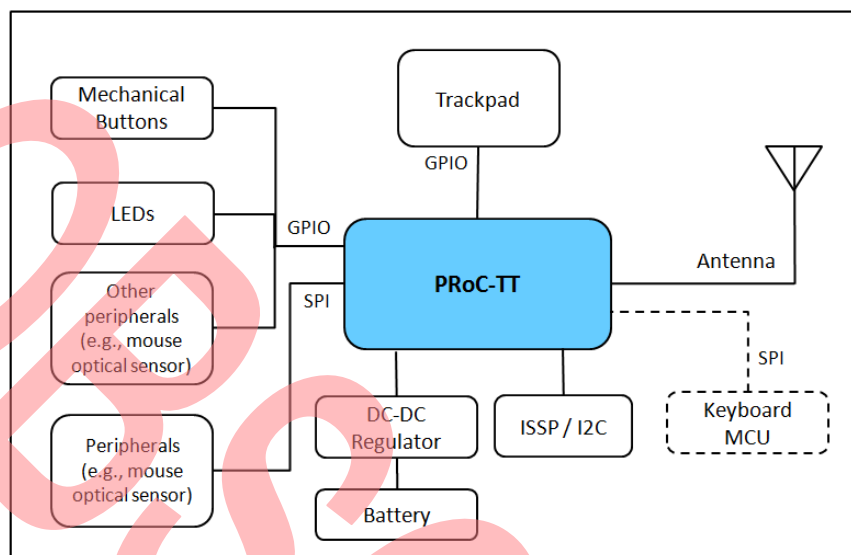 Mechanical
Buttons
Trackpad
GPIO
LEDs
GPIO
Other
peripherals
(e.g., mouse
optical sensor)
SPI
PRoC-TT
Antenna
SPI
Peripherals
(e.g., mouse
optical sensor)
DC-DC
Regulator
ISSP / I2C
Keyboard
MCU
Battery